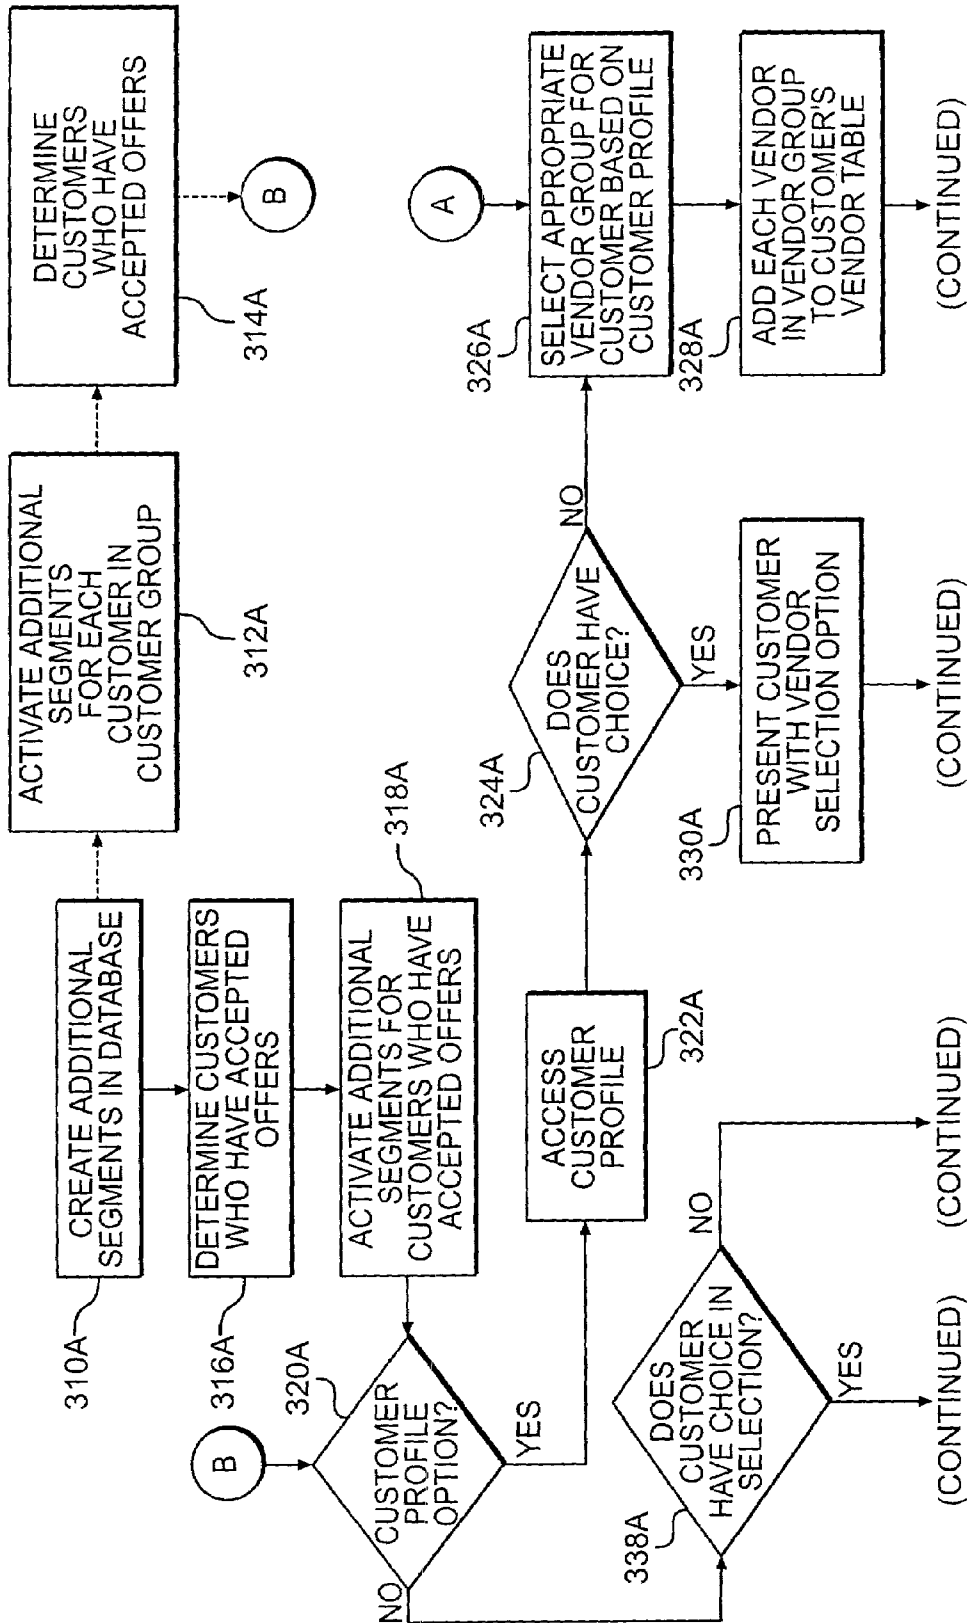 CREATE ADDITIONAL
SEGMENTS IN DATABASE
310A
ACTIVATE ADDITIONAL
SEGMENTS
FOR EACH
CUSTOMER IN
CUSTOMER GROUP
312A
DETERMINE
CUSTOMERS
WHO HAVE
ACCEPTED OFFERS
314A
B
DETERMINE CUSTOMERS
WHO HAVE ACCEPTED
OFFERS
316A
ACTIVATE ADDITIONAL
SEGMENTS FOR
CUSTOMERS WHO HAVE
ACCEPTED OFFERS
318A
B
320A
CUSTOMER
PROFILE
OPTION?
NO
YES
ACCESS
CUSTOMER
PROFILE
322A
324A
DOES
CUSTOMER HAVE
CHOICE?
NO
YES
A
326A
SELECT APPROPRIATE
VENDOR GROUP FOR
CUSTOMER BASED ON
CUSTOMER PROFILE
328A
ADD EACH VENDOR
IN VENDOR GROUP
TO CUSTOMER'S
VENDOR TABLE
(CONTINUED)
330A
PRESENT CUSTOMER
WITH VENDOR
SELECTION OPTION
(CONTINUED)
338A
DOES
CUSTOMER
HAVE CHOICE IN
SELECTION?
NO
YES
(CONTINUED)
(CONTINUED)